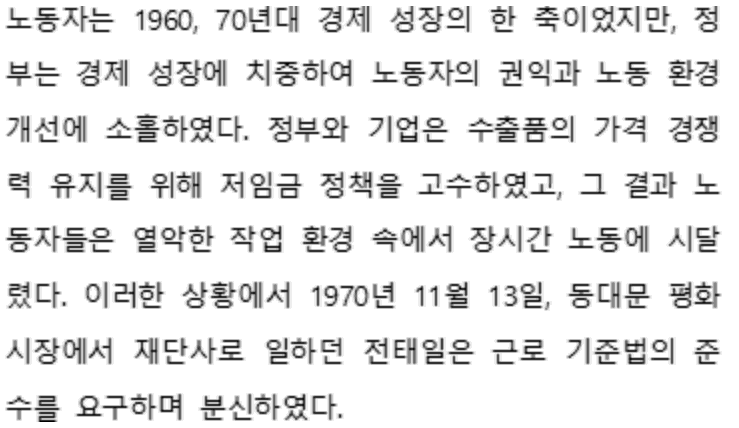 노동자는 1960, 70년대 경제 성장의 한 축이었지만, 정
부는 경제 성장에 치중하여 노동자의 권익과 노동 환경
개선에 소홀하였다. 정부와 기업은 수출품의 가격 경쟁
력 유지를 위해 저임금 정책을 고수하였고, 그 결과 노
동자들은 열악한 작업 환경 속에서 장시간 노동에 시달
렸다. 이러한 상황에서 1970년 11월 13일, 동대문 평화
시장에서 재단사로 일하던 전태일은 근로 기준법의 준
수를 요구하며 분신하였다.